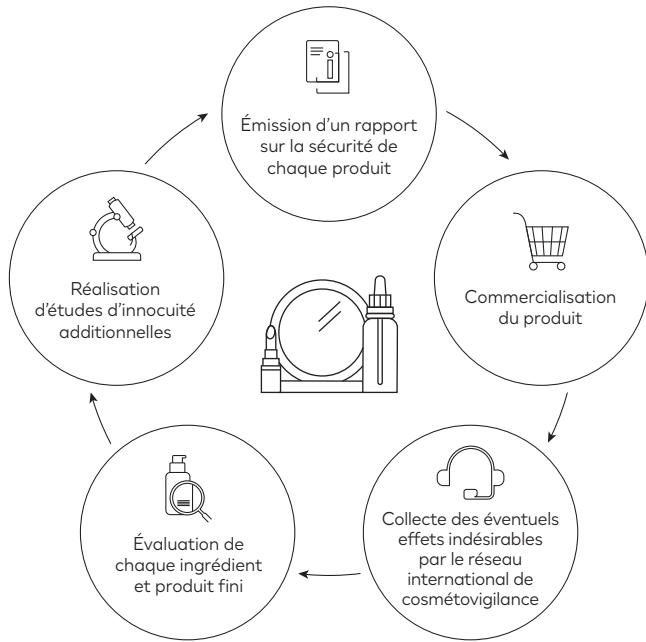 Émission d'un rapport
sur la sécurité de
chaque produit
Commercialisation
du produit
Collecte des éventuels
effets indésirables
par le réseau
international de
cosmétovigilance
Évaluation de
chaque ingrédient
et produit fini
Réalisation
d'études d'innocuité
additionnelles